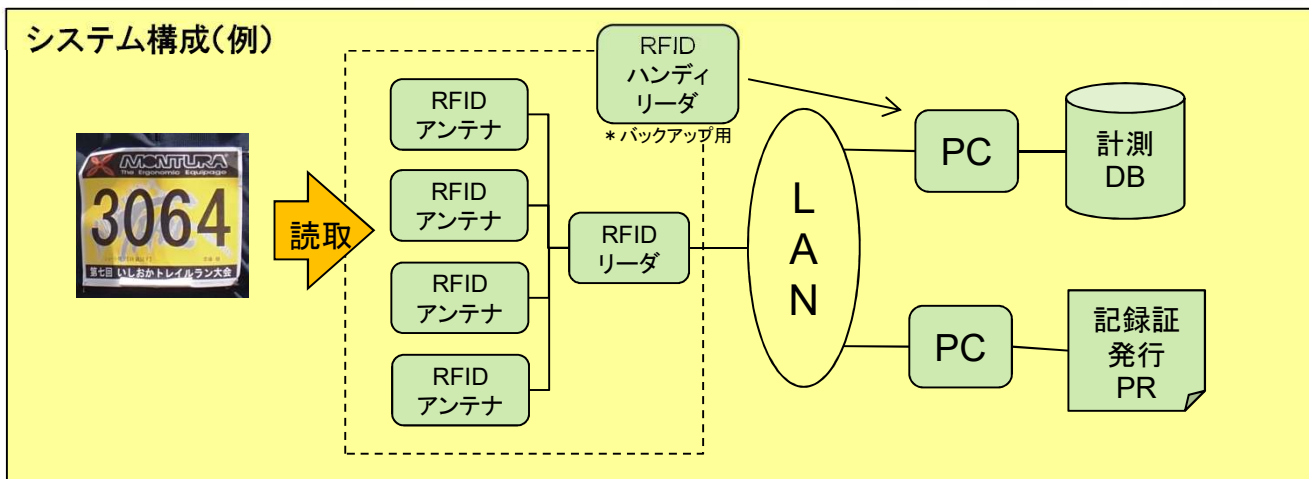 システム構成(例)
RFID
ハンディ
リーダ
*バックアップ用
RFID
アンテナ
RFID
アンテナ
RFID
アンテナ
RFID
アンテナ
MONTURA
The Ergonomic Equipage
3064
第七回 いしおかトレイルラン大会
読取
RFID
リーダ
L
A
N
PC
計測
DB
PC
記録証
発行
PR